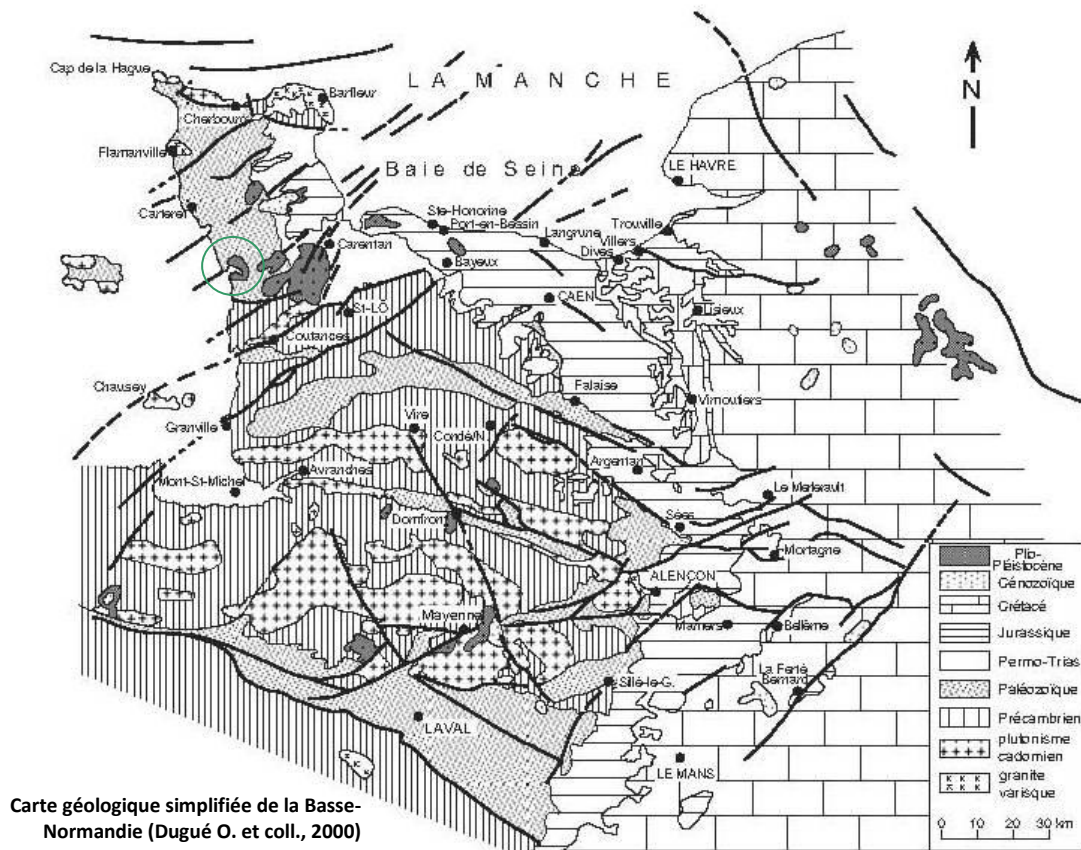 Cap de la Hague
Barfleur
Cherbourg
LA MANCHE
N
Flamanville
Baie de Seine
LE HAVRE
Carteret
Ste-Honorine
Port-en-Bessin
Trouville
Langrune
Villers
Dives
Carentan
Bayeux
CAEN
Lisieux
St-LÔ
Coutances
Chausey
Falaise
Vimoutiers
Granville
Vire
Condé/N.
Argentan
Avranches
Mont-St-Michel
Le Merlerault
Domfront
Sées
Mortagne
ALENÇON
Mayenne
Mamers
Bellême
La Ferté
Bernard
Sillé-le-G.
LAVAL
LE MANS
Plio-
Pléistocène
Génozoïque
Crétacé
Jurassique
Permo-Trias
Paléozoïque
Précambrien
plutonisme
cadomien
granite
varisque
0 10 20 30 km
Carte géologique simplifiée de la Basse-
Normandie (Dugué O. et coll., 2000)